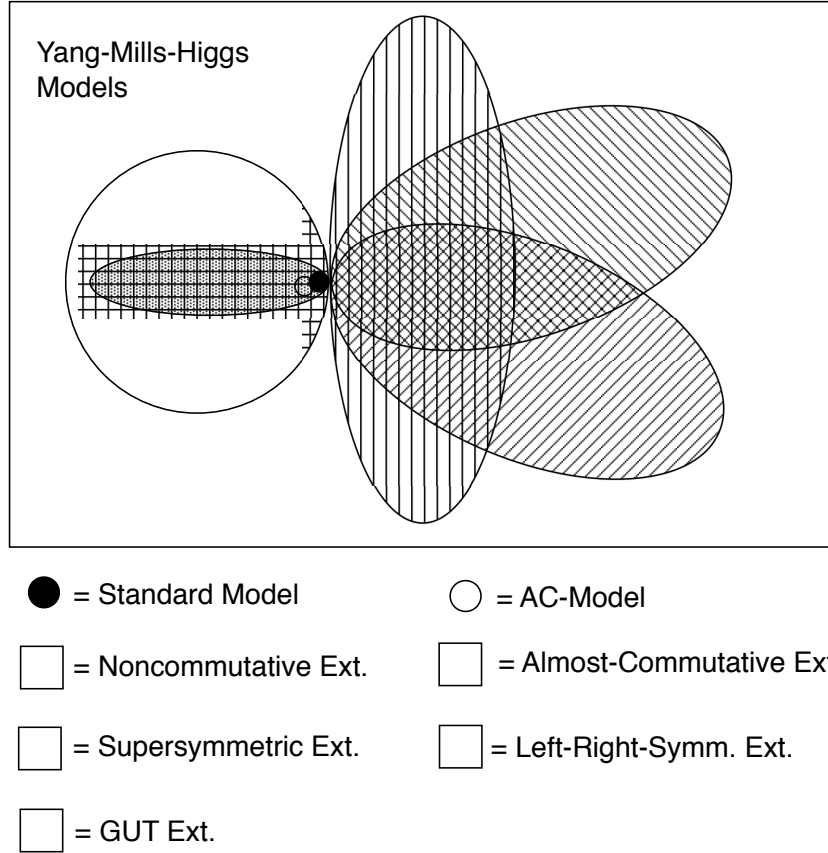 Yang-Mills-Higgs
Models
= Standard Model
= AC-Model
= Noncommutative Ext.
= Almost-Commutative Ext
= Supersymmetric Ext.
= Left-Right-Symm. Ext.
= GUT Ext.